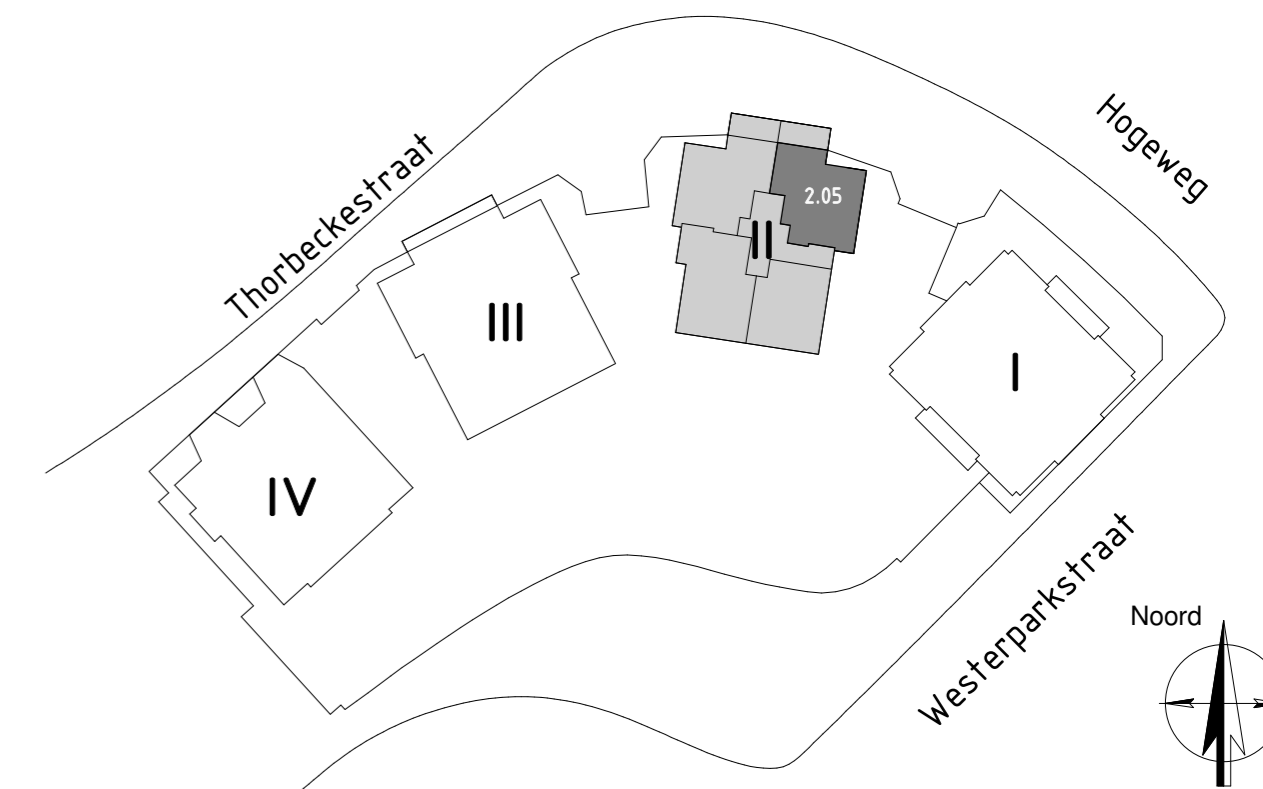 Hogeweg
Thorbeckestraat
2.05
II
III
I
IV
Westerparkstraat
Noord